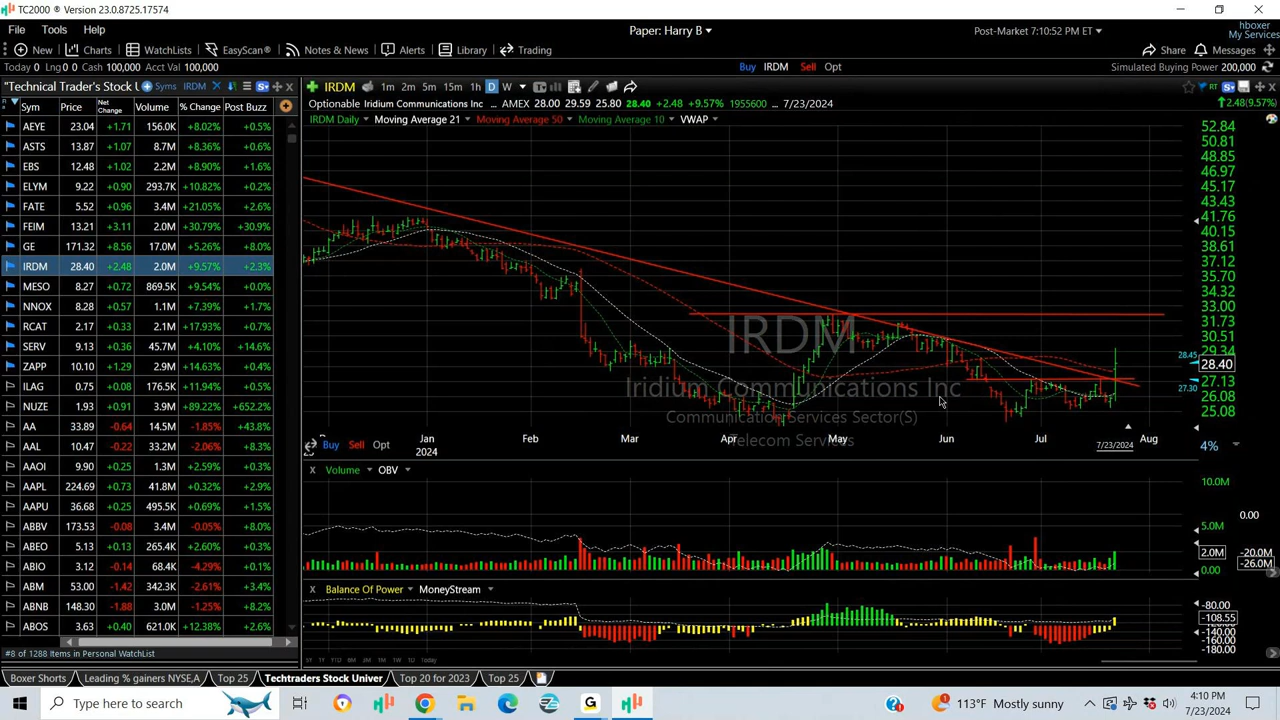 TC2000 ® Version 23.0.8725.17574
File Tools Help Paper: Harry B Post-Market 7:10:52 PM ET hboxer
My Services
New Charts WatchLists EasyScan® Notes & News Alerts Library Trading Share Messages
Today 0 Lng 0 0 Cash 100,000 Acct Val 100,000 Buy IRDM Sell Opt Simulated Buying Power 200,000
"Technical Trader's Stock U Syms IRDM IRDM 1m 2m 5m 15m 1h D W RT
Sym Price Net Change Volume % Change Post Buzz
Optionable Iridium Communications Inc ... AMEX 28.00 29.59 25.80 28.40 +2.48 +9.57% 1955600 ... 7/23/2024 2.48(9.57%)
IRDM Daily Moving Average 21 Moving Average 50 Moving Average 10 VWAP
AEYE 23.04 +1.71 156.0K +8.02% +0.5%
ASTS 13.87 +1.07 8.7M +8.36% +0.6%
EBS 12.48 +1.02 2.2M +8.90% +1.6%
ELYM 9.22 +0.90 293.7K +10.82% +0.2%
FATE 5.52 +0.96 3.4M +21.05% +2.6%
FEIM 13.21 +3.11 2.0M +30.79% +30.9%
GE 171.32 +8.56 17.0M +5.26% +8.0%
IRDM 28.40 +2.48 2.0M +9.57% +2.3%
MESO 8.27 +0.72 869.5K +9.54% +0.0%
NNOX 8.28 +0.57 1.1M +7.39% +1.7%
RCAT 2.17 +0.33 2.1M +17.93% +0.7%
SERV 9.13 +0.36 45.7M +4.10% +14.6%
ZAPP 10.10 +1.29 2.9M +14.63% +0.4%
ILAG 0.75 +0.08 176.5K +11.94% +0.5%
NUZE 1.93 +0.91 3.9M +89.22% +652.2%
AA 33.89 -0.64 14.5M -1.85% +43.8%
AAL 10.47 -0.22 33.2M -2.06% +8.3%
AAOI 9.90 +0.25 1.3M +2.59% +0.3%
AAPL 224.69 +0.73 41.8M +0.32% +2.9%
AAPU 36.68 +0.25 495.5K +0.69% +1.5%
ABBV 173.53 -0.08 3.4M -0.05% +8.0%
ABEO 5.13 +0.13 265.4K +2.60% +0.3%
ABIO 3.12 -0.14 68.4K -4.29% +0.1%
ABM 53.00 -1.42 342.3K -2.61% +3.4%
ABNB 148.30 -1.88 3.0M -1.25% +8.2%
ABOS 3.63 +0.40 621.0K +12.38% +2.6%
#8 of 1288 Items in Personal WatchList
52.84
50.81
48.85
46.97
45.17
43.43
41.76
40.15
38.61
37.12
35.70
34.32
33.00
31.73
30.51
29.34
28.45
28.40
27.30
27.13
26.08
25.08
IRDM
Iridium Communications Inc
Communication Services Sector(S)
Telecom Services
Buy Sell Opt
Jan Feb Mar Apr May Jun Jul Aug
2024 7/23/2024 4%
X Volume OBV
10.0M
0.00
5.0M
2.0M -20.0M
0.00 -26.0M
X Balance Of Power MoneyStream
-80.00
-108.55
-140.00
-160.00
-180.00
5Y 1Y YTD 6M 3M 1M 1W 1D Today
Boxer Shorts Leading % gainers NYSE,A Top 25 Techtraders Stock Univer Top 20 for 2023 Top 25
Type here to search 113°F Mostly sunny 4:10 PM
7/23/2024